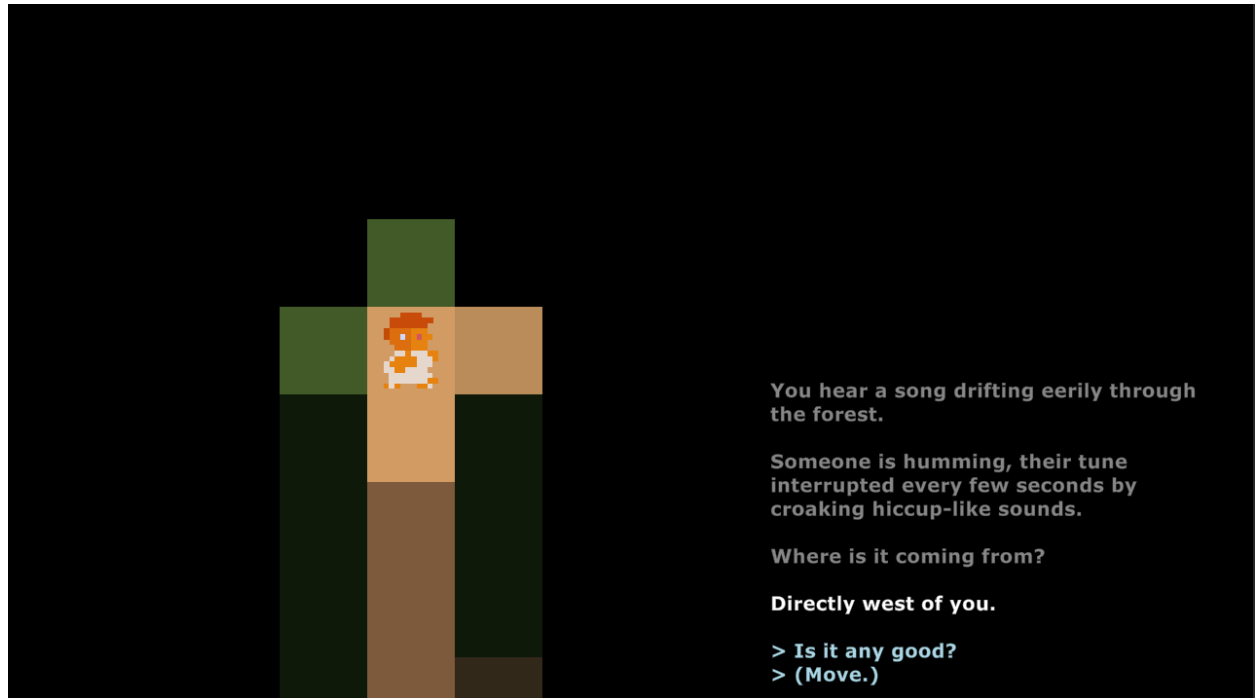 You hear a song drifting eerily through
the forest.
Someone is humming, their tune
interrupted every few seconds by
croaking hiccup-like sounds.
Where is it coming from?
Directly west of you.
> Is it any good?
> (Move.)